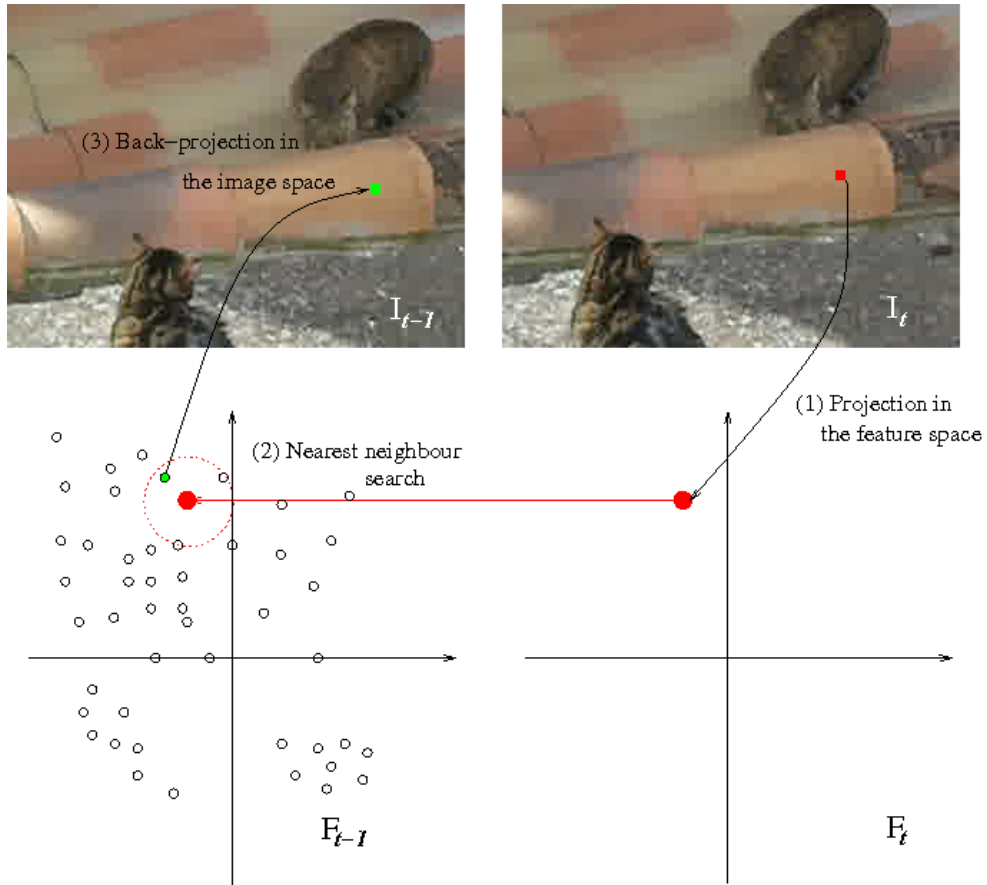 (3) Back–projection in
the image space
I_{t−1}
I_t
(1) Projection in
the feature space
(2) Nearest neighbour
search
F_{t−1}
F_t